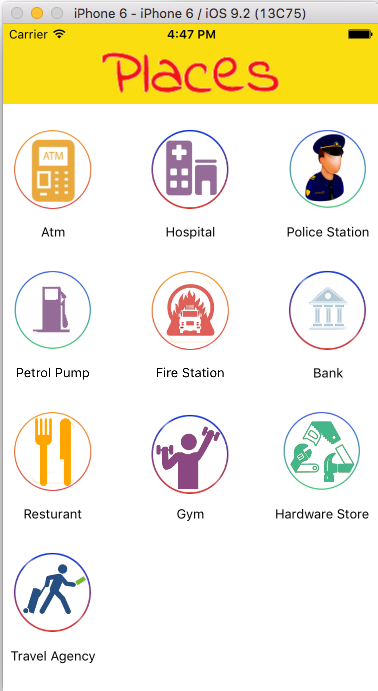 iPhone 6 - iPhone 6 / iOS 9.2 (13C75)
Carrier 4:47 PM
Places
ATM
Atm Hospital Police Station
Petrol Pump Fire Station Bank
Resturant Gym Hardware Store
Travel Agency